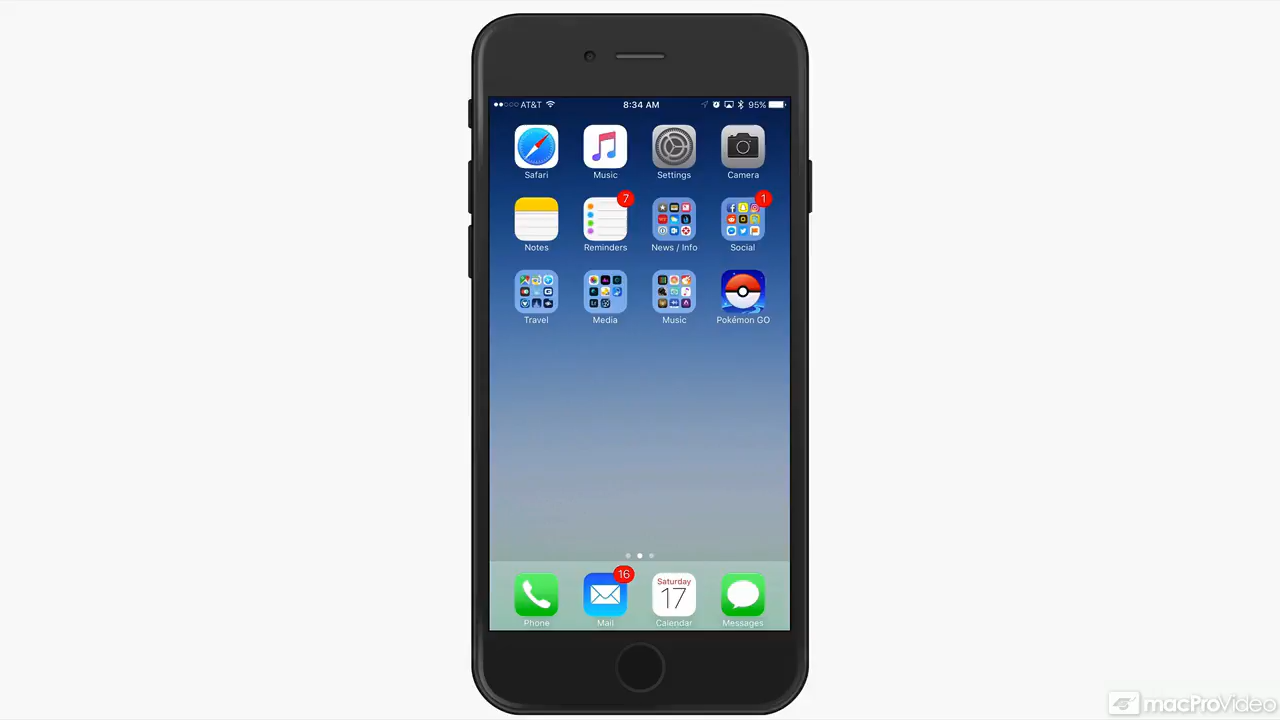 AT&T 8:34 AM 95%
Safari Music Settings Camera
7 1
Notes Reminders News / Info Social
Travel Media Music Pokémon GO
16
Saturday
17
Phone Mail Calendar Messages
macProVideo